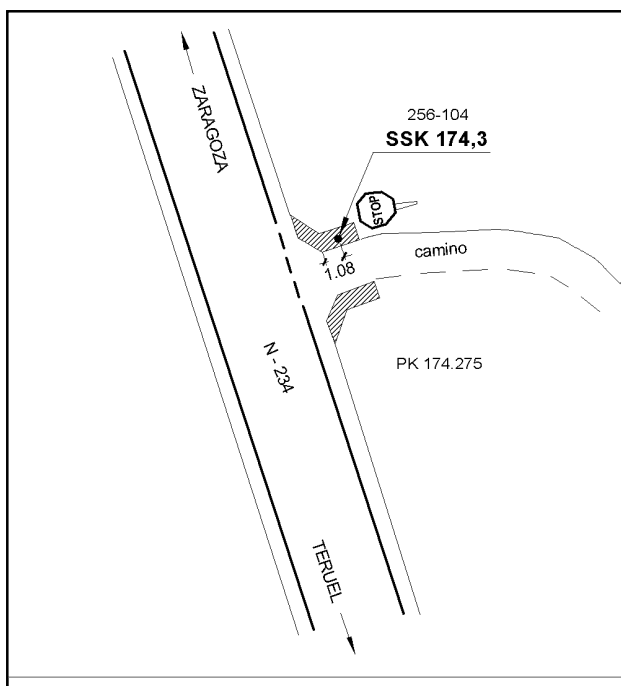 ZARAGOZA
256-104
SSK 174,3
STOP
camino
1.08
N - 234
PK 174.275
TERUEL